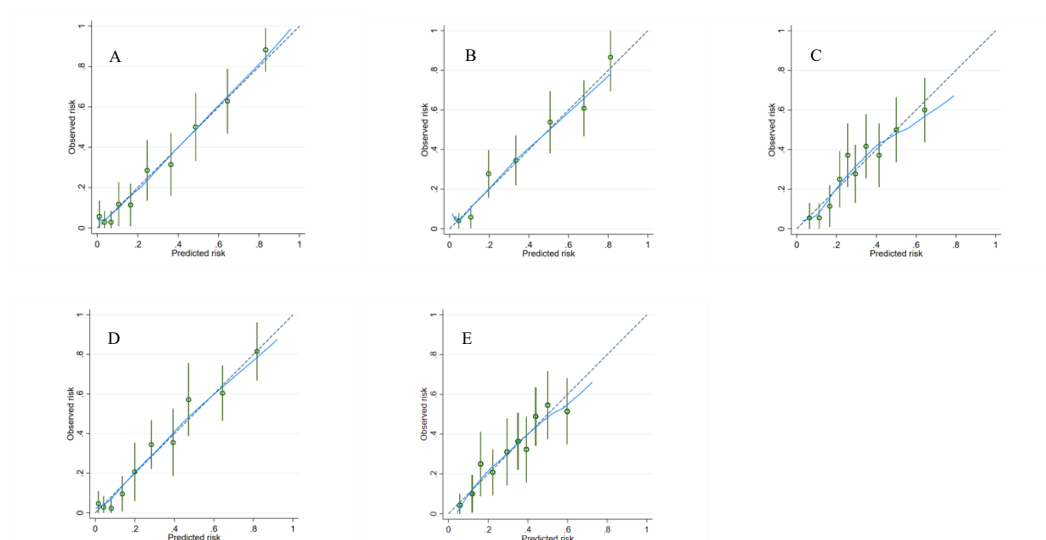 A
Observed risk
1
.8
.6
.4
.2
0
0 .2 .4 .6 .8 1
Predicted risk
B
Observed risk
1
.8
.6
.4
.2
0
0 .2 .4 .6 .8 1
Predicted risk
C
Observed risk
1
.8
.6
.4
.2
0
0 .2 .4 .6 .8 1
Predicted risk
D
Observed risk
1
.8
.6
.4
.2
0
0 .2 .4 .6 .8 1
Predicted risk
E
Observed risk
1
.8
.6
.4
.2
0
0 .2 .4 .6 .8 1
Predicted risk